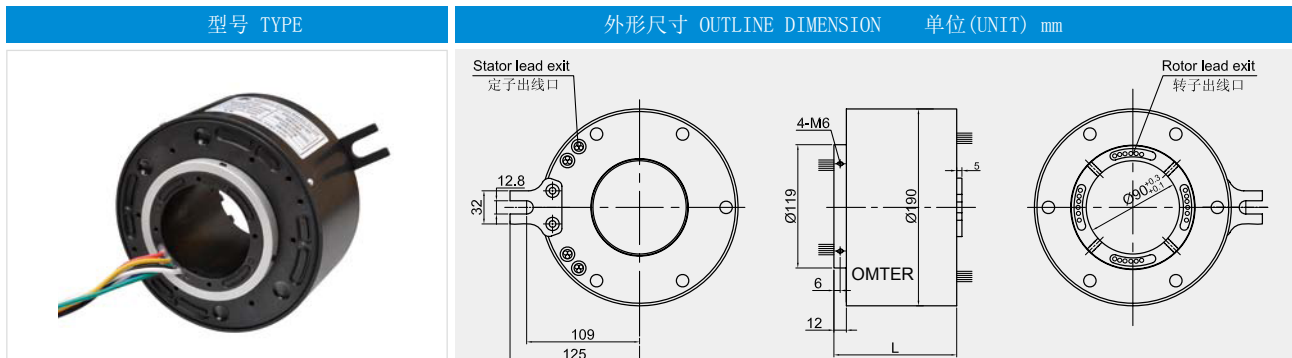 型号 TYPE
外形尺寸 OUTLINE DIMENSION 单位(UNIT) mm
Stator lead exit
定子出线口
12.8
32
109
125
4-M6
5
Ø119
Ø190
OMTER
6
12
L
Rotor lead exit
转子出线口
Ø90+0.3 +0.1